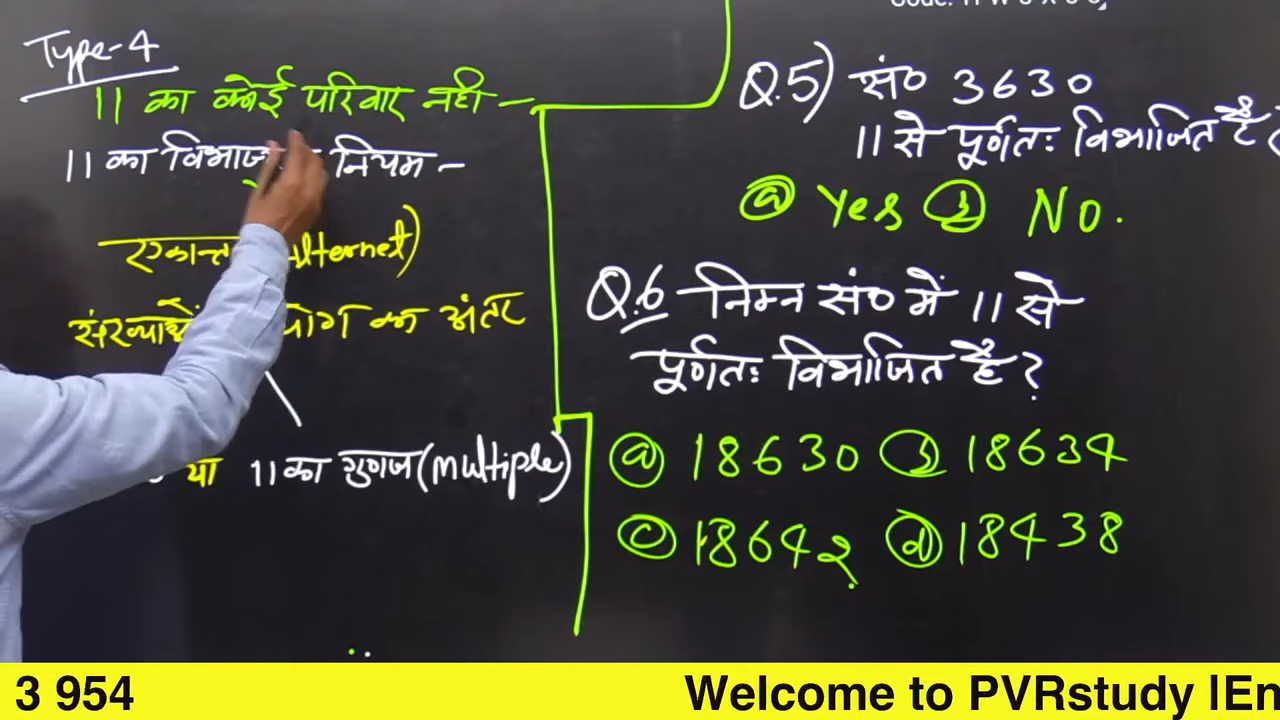 Type-4
11 का कोई परिवार नही -
11 का नियम -
(Alternet)
योग का अंतर
या 11 का गुणज (multiple)
Q.5) सं० 3630
11 से पूर्णतः विभाजित है
(a) Yes (b) No.
Q.6 निम्न सं० में 11 से
पूर्णतः विभाजित है ?
(a) 18630 (b) 18634
(c) 18642 (d) 18438
3 954 Welcome to PVRstudy